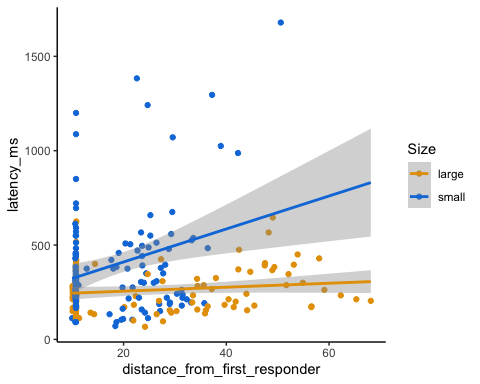 1500
1000
500
0
latency_ms
20
40
60
distance_from_first_responder
Size
large
small